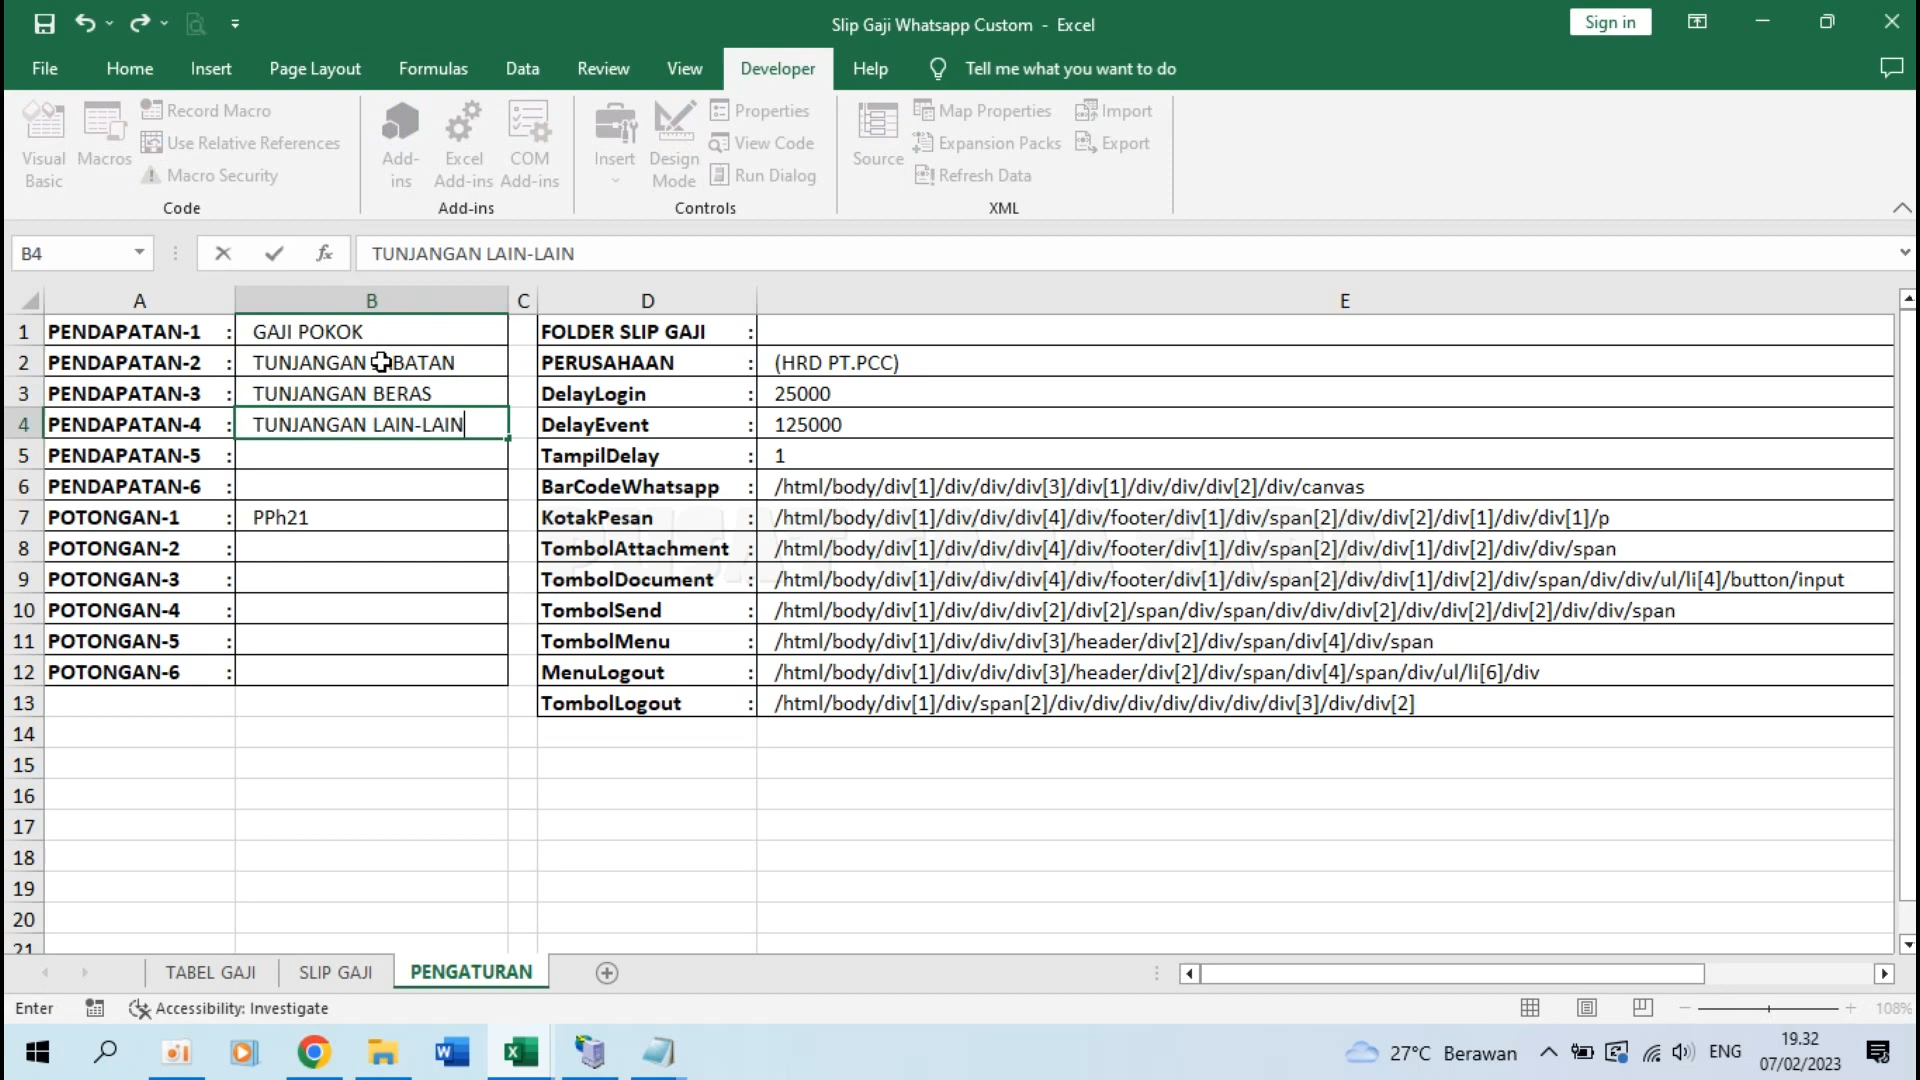 Slip Gaji Whatsapp Custom - Excel
Sign in
File Home Insert Page Layout Formulas Data Review View Developer Help Tell me what you want to do
Visual Basic
Macros
Record Macro
Use Relative References
Macro Security
Code
Add-ins
Excel Add-ins
COM Add-ins
Add-ins
Insert
Design Mode
Properties
View Code
Run Dialog
Controls
Source
Map Properties
Expansion Packs
Refresh Data
Import
Export
XML
B4 fx TUNJANGAN LAIN-LAIN
A B C D E
1 PENDAPATAN-1 : GAJI POKOK FOLDER SLIP GAJI :
2 PENDAPATAN-2 : TUNJANGAN BATAN PERUSAHAAN : (HRD PT.PCC)
3 PENDAPATAN-3 : TUNJANGAN BERAS DelayLogin : 25000
4 PENDAPATAN-4 : TUNJANGAN LAIN-LAIN DelayEvent : 125000
5 PENDAPATAN-5 : TampilDelay : 1
6 PENDAPATAN-6 : BarCodeWhatsapp : /html/body/div[1]/div/div/div[3]/div[1]/div/div/div[2]/div/canvas
7 POTONGAN-1 : PPh21 KotakPesan : /html/body/div[1]/div/div/div[4]/div/footer/div[1]/div/span[2]/div/div[2]/div[1]/div/div[1]/p
8 POTONGAN-2 : TombolAttachment : /html/body/div[1]/div/div/div[4]/div/footer/div[1]/div/span[2]/div/div[1]/div[2]/div/div/span
9 POTONGAN-3 : TombolDocument : /html/body/div[1]/div/div/div[4]/div/footer/div[1]/div/span[2]/div/div[1]/div[2]/div/span/div/div/ul/li[4]/button/input
10 POTONGAN-4 : TombolSend : /html/body/div[1]/div/div/div[2]/div[2]/span/div/span/div/div/div[2]/div/div[2]/div[2]/div/div/span
11 POTONGAN-5 : TombolMenu : /html/body/div[1]/div/div/div[3]/header/div[2]/div/span/div[4]/div/span
12 POTONGAN-6 : MenuLogout : /html/body/div[1]/div/div/div[3]/header/div[2]/div/span/div[4]/span/div/ul/li[6]/div
13 TombolLogout : /html/body/div[1]/div/span[2]/div/div/div/div/div/div/div[3]/div/div[2]
14
15
16
17
18
19
20
21
TABEL GAJI SLIP GAJI PENGATURAN
Enter Accessibility: Investigate 108%
27°C Berawan ENG 19.32
07/02/2023